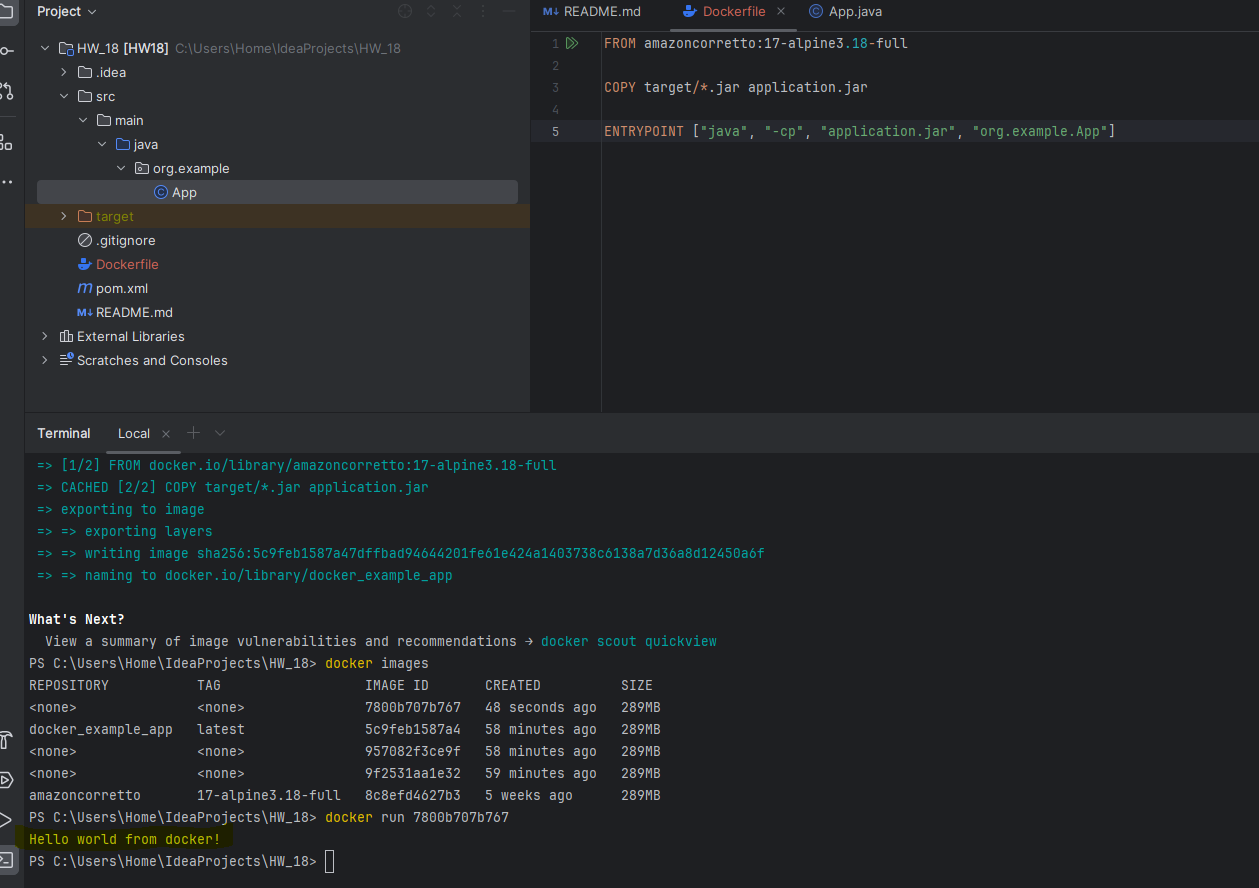 Project
README.md
Dockerfile
App.java
HW_18 [HW18] C:\Users\Home\IdeaProjects\HW_18
.idea
src
main
java
org.example
App
target
.gitignore
Dockerfile
pom.xml
README.md
External Libraries
Scratches and Consoles
1 FROM amazoncorretto:17-alpine3.18-full
2
3 COPY target/*.jar application.jar
4
5 ENTRYPOINT ["java", "-cp", "application.jar", "org.example.App"]
Terminal Local
=> [1/2] FROM docker.io/library/amazoncorretto:17-alpine3.18-full
=> CACHED [2/2] COPY target/*.jar application.jar
=> exporting to image
=> => exporting layers
=> => writing image sha256:5c9feb1587a47dffbad94644201fe61e424a1403738c6138a7d36a8d12450a6f
=> => naming to docker.io/library/docker_example_app
What's Next?
View a summary of image vulnerabilities and recommendations → docker scout quickview
PS C:\Users\Home\IdeaProjects\HW_18> docker images
REPOSITORY TAG IMAGE ID CREATED SIZE
<none> <none> 7800b707b767 48 seconds ago 289MB
docker_example_app latest 5c9feb1587a4 58 minutes ago 289MB
<none> <none> 957082f3ce9f 58 minutes ago 289MB
<none> <none> 9f2531aa1e32 59 minutes ago 289MB
amazoncorretto 17-alpine3.18-full 8c8efd4627b3 5 weeks ago 289MB
PS C:\Users\Home\IdeaProjects\HW_18> docker run 7800b707b767
Hello world from docker!
PS C:\Users\Home\IdeaProjects\HW_18>